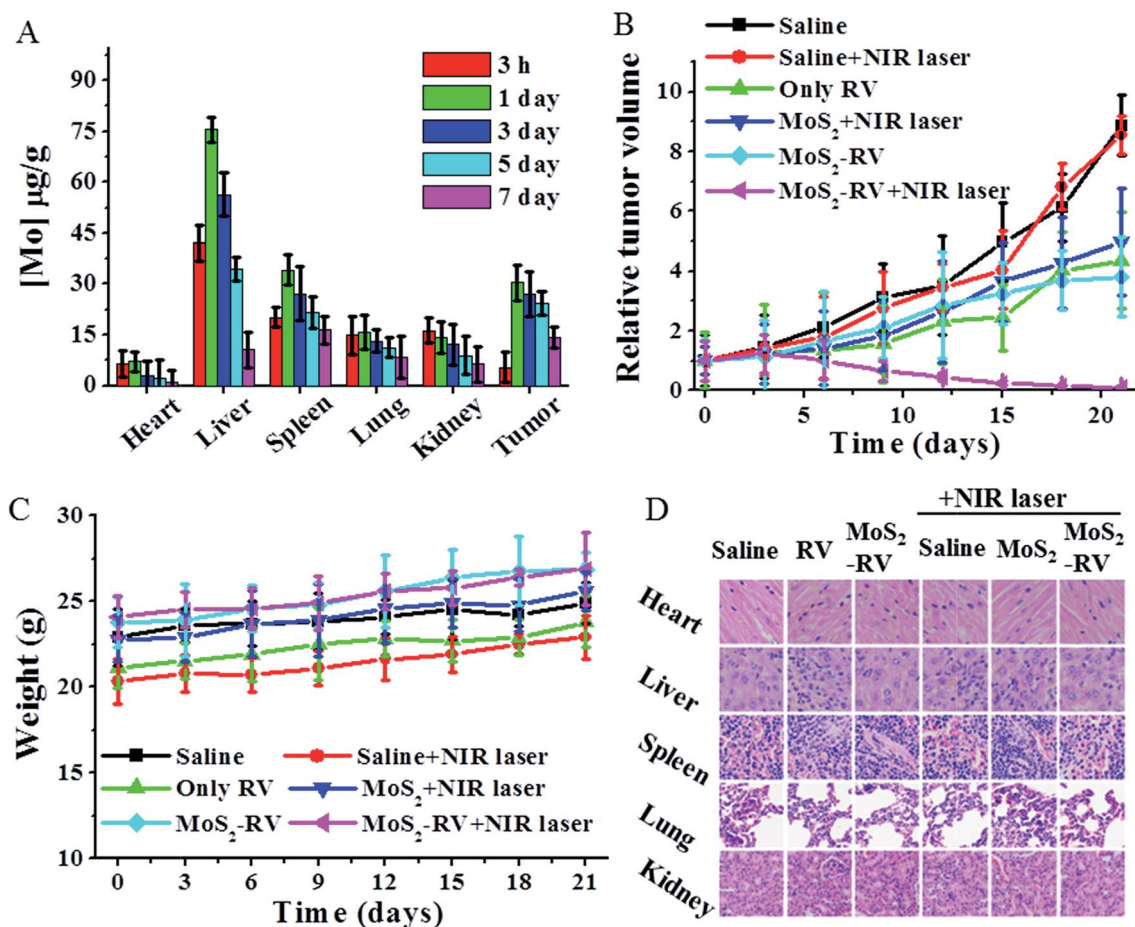 A
[Mo] µg/g
90
75
60
45
30
15
0
3 h
1 day
3 day
5 day
7 day
Heart
Liver
Spleen
Lung
Kidney
Tumor
B
Relative tumor volume
10
8
6
4
2
0
Saline
Saline+NIR laser
Only RV
MoS₂+NIR laser
MoS₂-RV
MoS₂-RV+NIR laser
0 5 10 15 20
Time (days)
C
Weight (g)
30
25
20
15
10
Saline Saline+NIR laser
Only RV MoS₂+NIR laser
MoS₂-RV MoS₂-RV+NIR laser
0 3 6 9 12 15 18 21
Time (days)
D
+NIR laser
Saline RV MoS₂-RV Saline MoS₂ MoS₂-RV
Heart
Liver
Spleen
Lung
Kidney